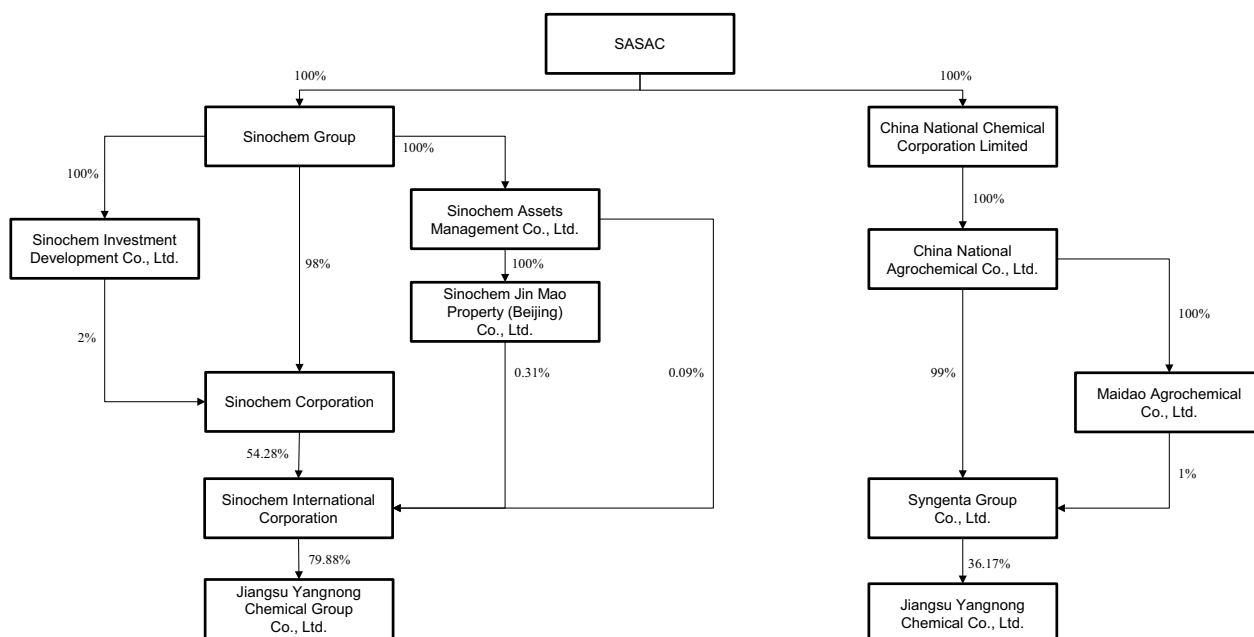 SASAC
100%
100%
Sinochem Group
China National Chemical
Corporation Limited
100%
100%
100%
Sinochem Investment
Development Co., Ltd.
Sinochem Assets
Management Co., Ltd.
China National
Agrochemical Co., Ltd.
98%
100%
Sinochem Jin Mao
Property (Beijing)
Co., Ltd.
100%
2%
0.31%
0.09%
99%
Sinochem Corporation
Maidao Agrochemical
Co., Ltd.
54.28%
1%
Sinochem International
Corporation
Syngenta Group
Co., Ltd.
79.88%
36.17%
Jiangsu Yangnong
Chemical Group
Co., Ltd.
Jiangsu Yangnong
Chemical Co., Ltd.